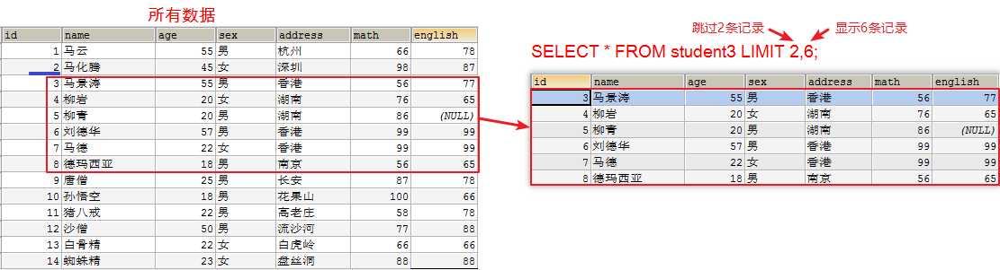 所有数据
id name age sex address math english
1 马云 55 男 杭州 66 78
2 马化腾 45 女 深圳 98 87
3 马景涛 55 男 香港 56 77
4 柳岩 20 女 湖南 76 65
5 柳青 20 男 湖南 86 (NULL)
6 刘德华 57 男 香港 99 99
7 马德 22 女 香港 99 99
8 德玛西亚 18 男 南京 56 65
9 唐僧 25 男 长安 87 78
10 孙悟空 18 男 花果山 100 66
11 猪八戒 22 男 高老庄 58 78
12 沙僧 50 男 流沙河 77 88
13 白骨精 22 女 白虎岭 66 66
14 蜘蛛精 23 女 盘丝洞 88 88
跳过2条记录 显示6条记录
SELECT * FROM student3 LIMIT 2,6;
id name age sex address math english
3 马景涛 55 男 香港 56 77
4 柳岩 20 女 湖南 76 65
5 柳青 20 男 湖南 86 (NULL)
6 刘德华 57 男 香港 99 99
7 马德 22 女 香港 99 99
8 德玛西亚 18 男 南京 56 65